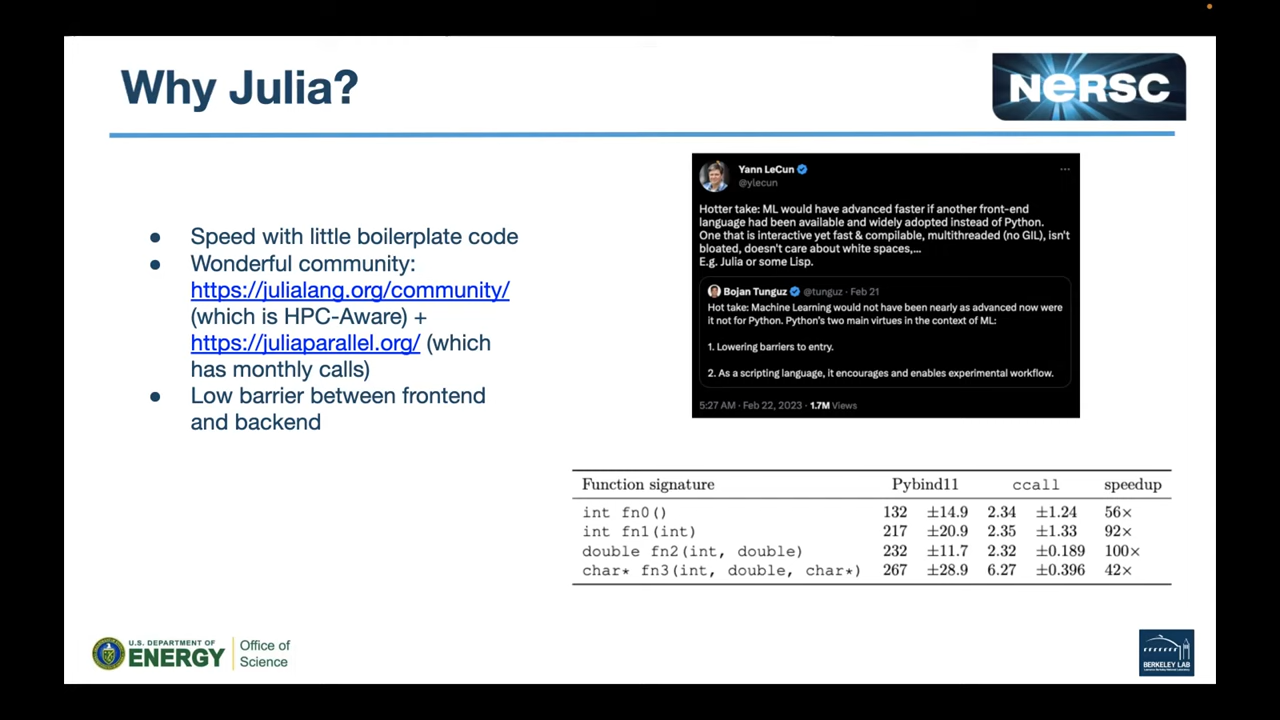 Why Julia?
NERSC
● Speed with little boilerplate code
● Wonderful community:
https://julialang.org/community/
(which is HPC-Aware) +
https://juliaparallel.org/ (which
has monthly calls)
● Low barrier between frontend
and backend
Yann LeCun
@ylecun
Hotter take: ML would have advanced faster if another front-end
language had been available and widely adopted instead of Python.
One that is interactive yet fast & compilable, multithreaded (no GIL), isn't
bloated, doesn't care about white spaces,...
E.g. Julia or some Lisp.
Bojan Tunguz @tunguz · Feb 21
Hot take: Machine Learning would not have been nearly as advanced now were
it not for Python. Python's two main virtues in the context of ML:
1. Lowering barriers to entry.
2. As a scripting language, it encourages and enables experimental workflow.
5:27 AM · Feb 22, 2023 · 1.7M Views
Function signature Pybind11 ccall speedup
int fn0() 132 ±14.9 2.34 ±1.24 56×
int fn1(int) 217 ±20.9 2.35 ±1.33 92×
double fn2(int, double) 232 ±11.7 2.32 ±0.189 100×
char* fn3(int, double, char*) 267 ±28.9 6.27 ±0.396 42×
U.S. DEPARTMENT OF
ENERGY
Office of
Science
BERKELEY LAB